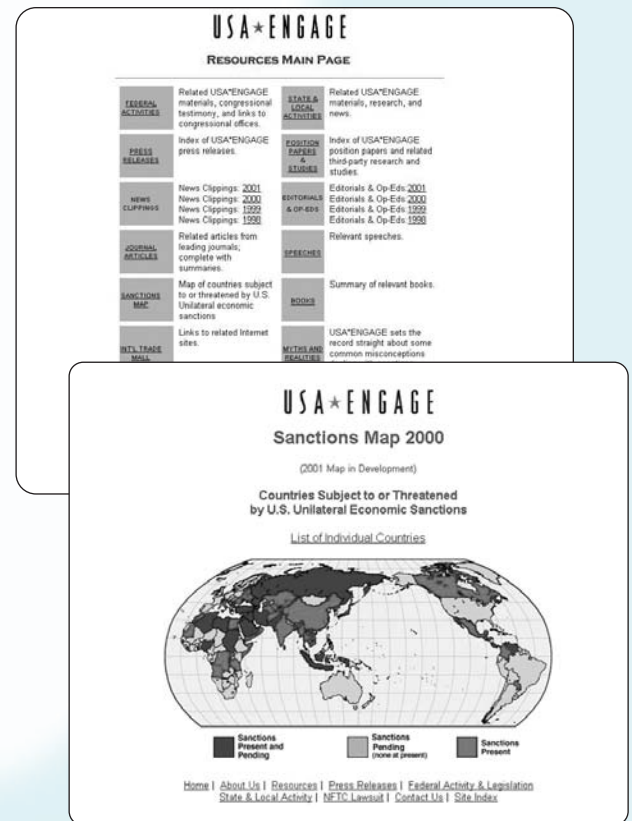 USA★ENGAGE
RESOURCES MAIN PAGE
FEDERAL
ACTIVITIES
Related USA*ENGAGE
materials, congressional
testimony, and links to
congressional offices.
STATE &
LOCAL
ACTIVITIES
Related USA*ENGAGE
materials, research, and
news.
PRESS
RELEASES
Index of USA*ENGAGE
press releases.
POSITION
PAPERS
&
STUDIES
Index of USA*ENGAGE
position papers and related
third-party research and
studies.
NEWS
CLIPPINGS
News Clippings: 2001
News Clippings: 2000
News Clippings: 1999
News Clippings: 1998
EDITORIALS
& OP-EDS
Editorials & Op-Eds:2001
Editorials & Op-Eds:2000
Editorials & Op-Eds:1999
Editorials & Op-Eds:1998
JOURNAL
ARTICLES
Related articles from
leading journals;
complete with
summaries.
SPEECHES
Relevant speeches.
SANCTIONS
MAP
Map of countries subject
to or threatened by U.S.
Unilateral economic
sanctions
BOOKS
Summary of relevant books.
INT'L TRADE
MALL
Links to related Internet
sites.
MYTHS AND
REALITIES
USA*ENGAGE sets the
record straight about some
common misconceptions
USA★ENGAGE
Sanctions Map 2000
(2001 Map in Development)
Countries Subject to or Threatened
by U.S. Unilateral Economic Sanctions
List of Individual Countries
Sanctions
Present and
Pending
Sanctions
Pending
(none at present)
Sanctions
Present
Home | About Us | Resources | Press Releases | Federal Activity & Legislation
State & Local Activity | NFTC Lawsuit | Contact Us | Site Index